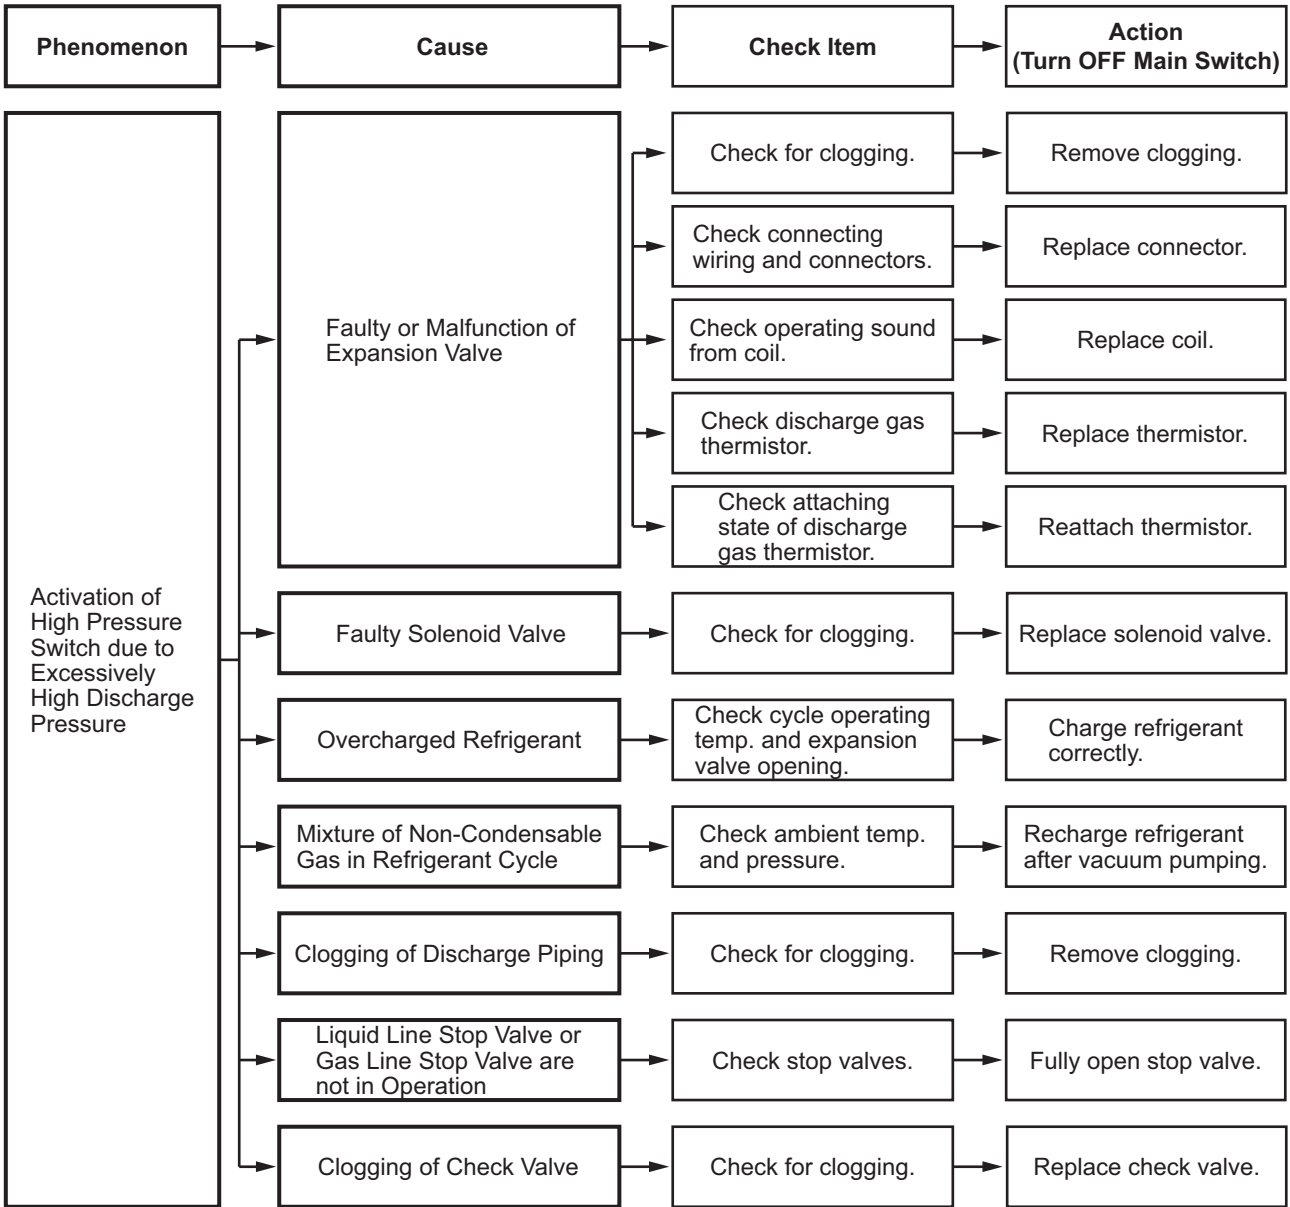 Phenomenon
Cause
Check Item
Action
(Turn OFF Main Switch)
Activation of
High Pressure
Switch due to
Excessively
High Discharge
Pressure
Faulty or Malfunction of
Expansion Valve
Check for clogging.
Remove clogging.
Check connecting
wiring and connectors.
Replace connector.
Check operating sound
from coil.
Replace coil.
Check discharge gas
thermistor.
Replace thermistor.
Check attaching
state of discharge
gas thermistor.
Reattach thermistor.
Faulty Solenoid Valve
Check for clogging.
Replace solenoid valve.
Overcharged Refrigerant
Check cycle operating
temp. and expansion
valve opening.
Charge refrigerant
correctly.
Mixture of Non-Condensable
Gas in Refrigerant Cycle
Check ambient temp.
and pressure.
Recharge refrigerant
after vacuum pumping.
Clogging of Discharge Piping
Check for clogging.
Remove clogging.
Liquid Line Stop Valve or
Gas Line Stop Valve are
not in Operation
Check stop valves.
Fully open stop valve.
Clogging of Check Valve
Check for clogging.
Replace check valve.